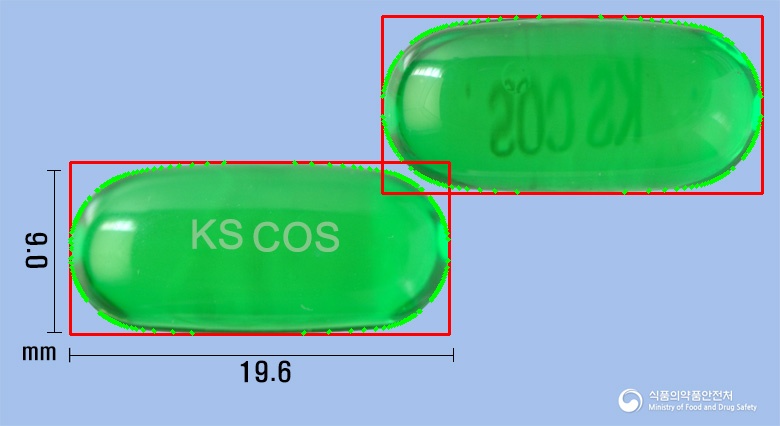 KS COS
KS COS
9.0
mm
19.6
식품의약품안전처
Ministry of Food and Drug Safety